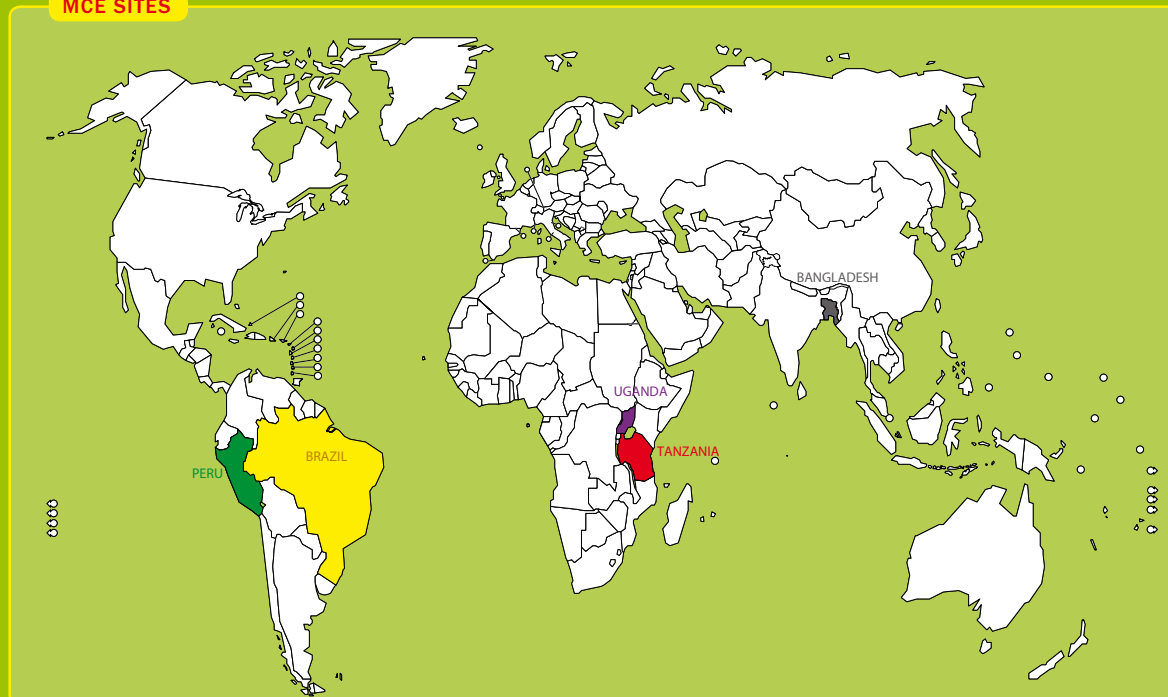 MCE SITES
BANGLADESH
UGANDA
TANZANIA
BRAZIL
PERU